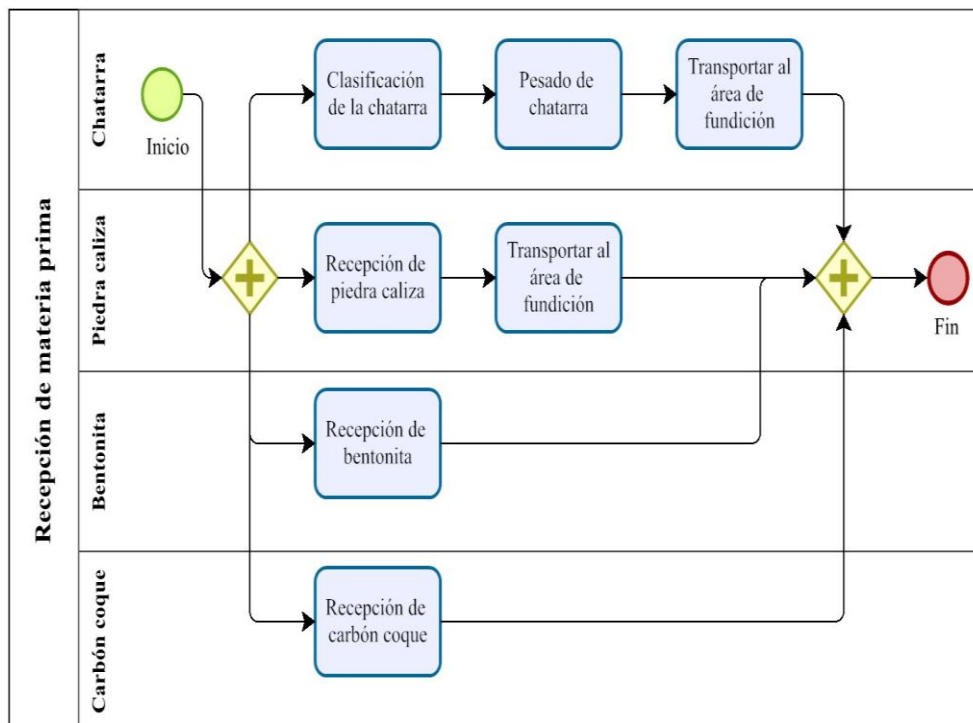 Recepción de materia prima
Chatarra
Inicio
Clasificación
de la chatarra
Pesado de
chatarra
Transportar al
área de
fundición
Piedra caliza
Recepción de
piedra caliza
Transportar al
área de
fundición
Fin
Bentonita
Recepción de
bentonita
Carbón coque
Recepción de
carbón coque